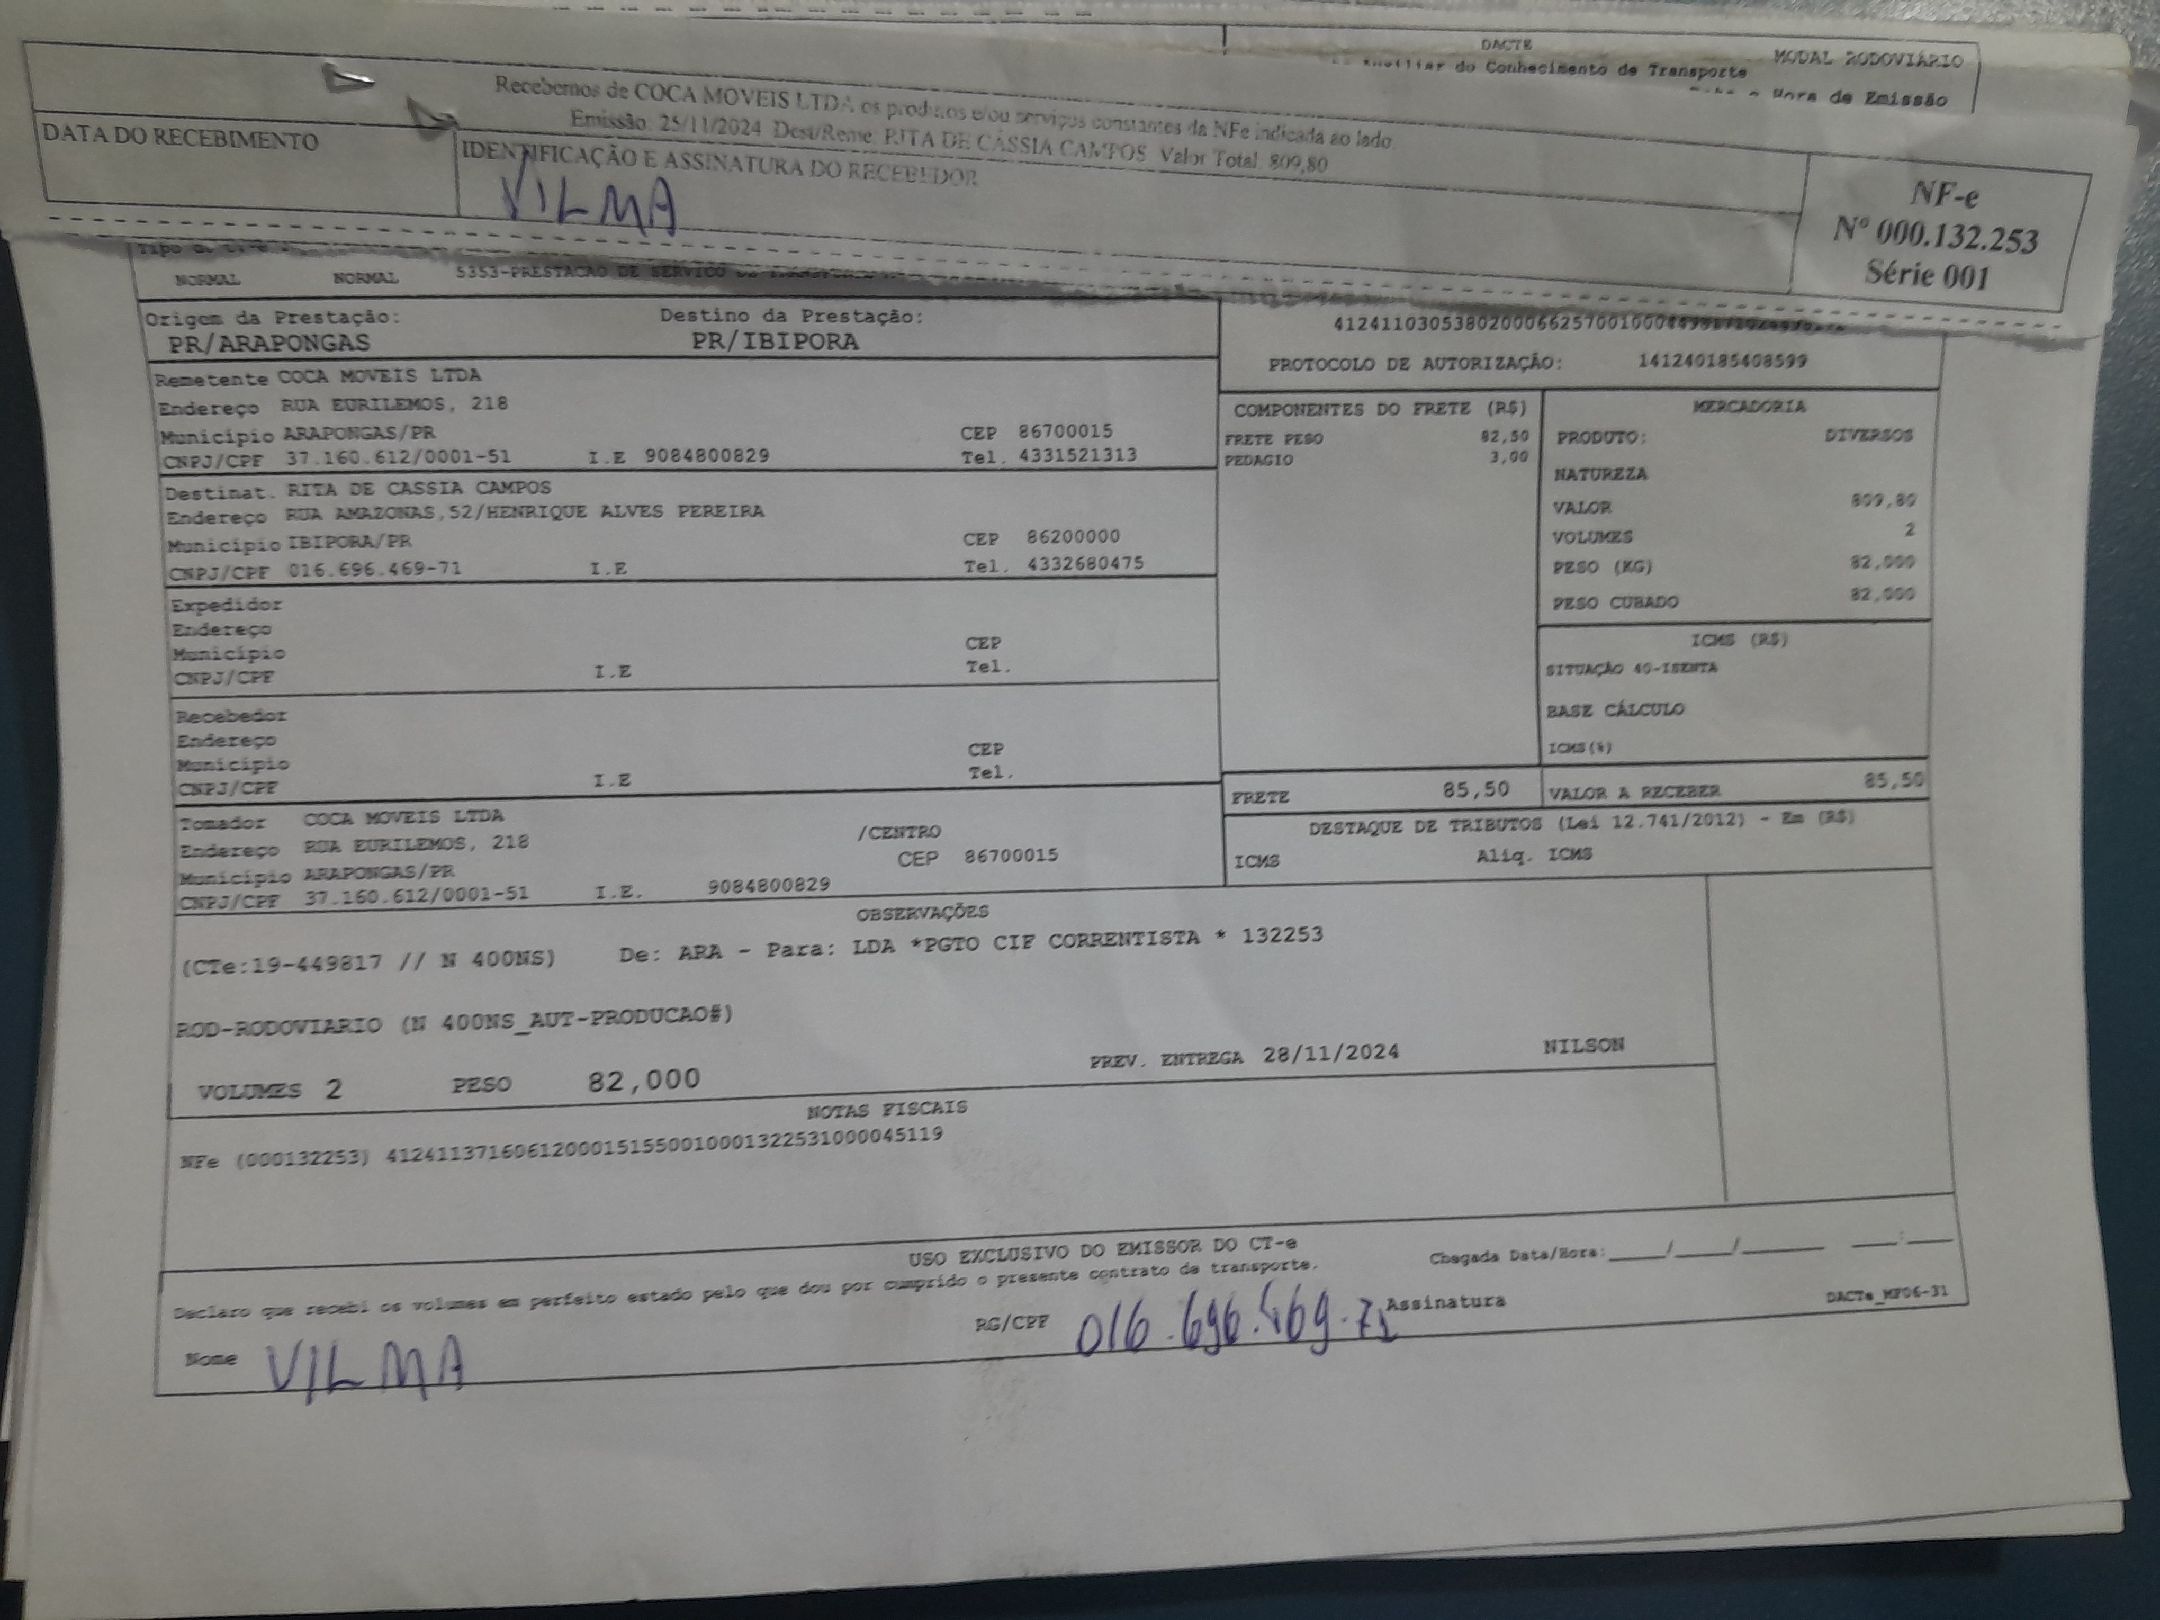 DACTE
MODAL RODOVIÁRIO
Auxiliar do Conhecimento de Transporte
Hora de Emissão
Recebemos de COCA MOVEIS LTDA os produtos e/ou serviços constantes da NFe indicada ao lado.
Emissão: 25/11/2024 Dest/Reme: RITA DE CÁSSIA CAMPOS Valor Total: 809,80
DATA DO RECEBIMENTO
IDENTIFICAÇÃO E ASSINATURA DO RECEBEDOR
VILMA
NF-e
Nº 000.132.253
Série 001
NORMAL NORMAL 5353-PRESTACAO DE SERVICO DE
Origem da Prestação: Destino da Prestação:
PR/ARAPONGAS PR/IBIPORA
PROTOCOLO DE AUTORIZAÇÃO: 141240185408599
Remetente COCA MOVEIS LTDA
Endereço RUA EURILEMOS, 218
Município ARAPONGAS/PR CEP 86700015
CNPJ/CPF 37.160.612/0001-51 I.E 9084800829 Tel. 4331521313
Destinat. RITA DE CASSIA CAMPOS
Endereço RUA AMAZONAS,52/HENRIQUE ALVES PEREIRA
Município IBIPORA/PR CEP 86200000
CNPJ/CPF 016.696.469-71 I.E Tel. 4332680475
Expedidor
Endereço
Município CEP
CNPJ/CPF I.E Tel.
Recebedor
Endereço
Município CEP
CNPJ/CPF I.E Tel.
Tomador COCA MOVEIS LTDA
Endereço RUA EURILEMOS, 218 /CENTRO
Município ARAPONGAS/PR CEP 86700015
CNPJ/CPF 37.160.612/0001-51 I.E. 9084800829
COMPONENTES DO FRETE (R$)
FRETE PESO 82,50
PEDAGIO 3,00
MERCADORIA
PRODUTO: DIVERSOS
NATUREZA
VALOR 809,80
VOLUMES 2
PESO (KG) 82,000
PESO CUBADO 82,000
ICMS (R$)
SITUAÇÃO 40-ISENTA
BASE CÁLCULO
ICMS(%)
FRETE 85,50 VALOR A RECEBER 85,50
DESTAQUE DE TRIBUTOS (Lei 12.741/2012) - Em (R$)
ICMS Aliq. ICMS
OBSERVAÇÕES
(CTe:19-449817 // N 400NS) De: ARA - Para: LDA *PGTO CIF CORRENTISTA * 132253
ROD-RODOVIARIO (N 400NS_AUT-PRODUCAO#)
VOLUMES 2 PESO 82,000 PREV. ENTREGA 28/11/2024 NILSON
NOTAS FISCAIS
NFe (000132253) 41241137160612000151550010001322531000045119
USO EXCLUSIVO DO EMISSOR DO CT-e
Declaro que recebi os volumes em perfeito estado pelo que dou por cumprido o presente contrato de transporte.
Chegada Data/Hora:____/____/______ ___:___
Nome VILMA RG/CPF 016.696.469.71 Assinatura
DACTe_MP06-31